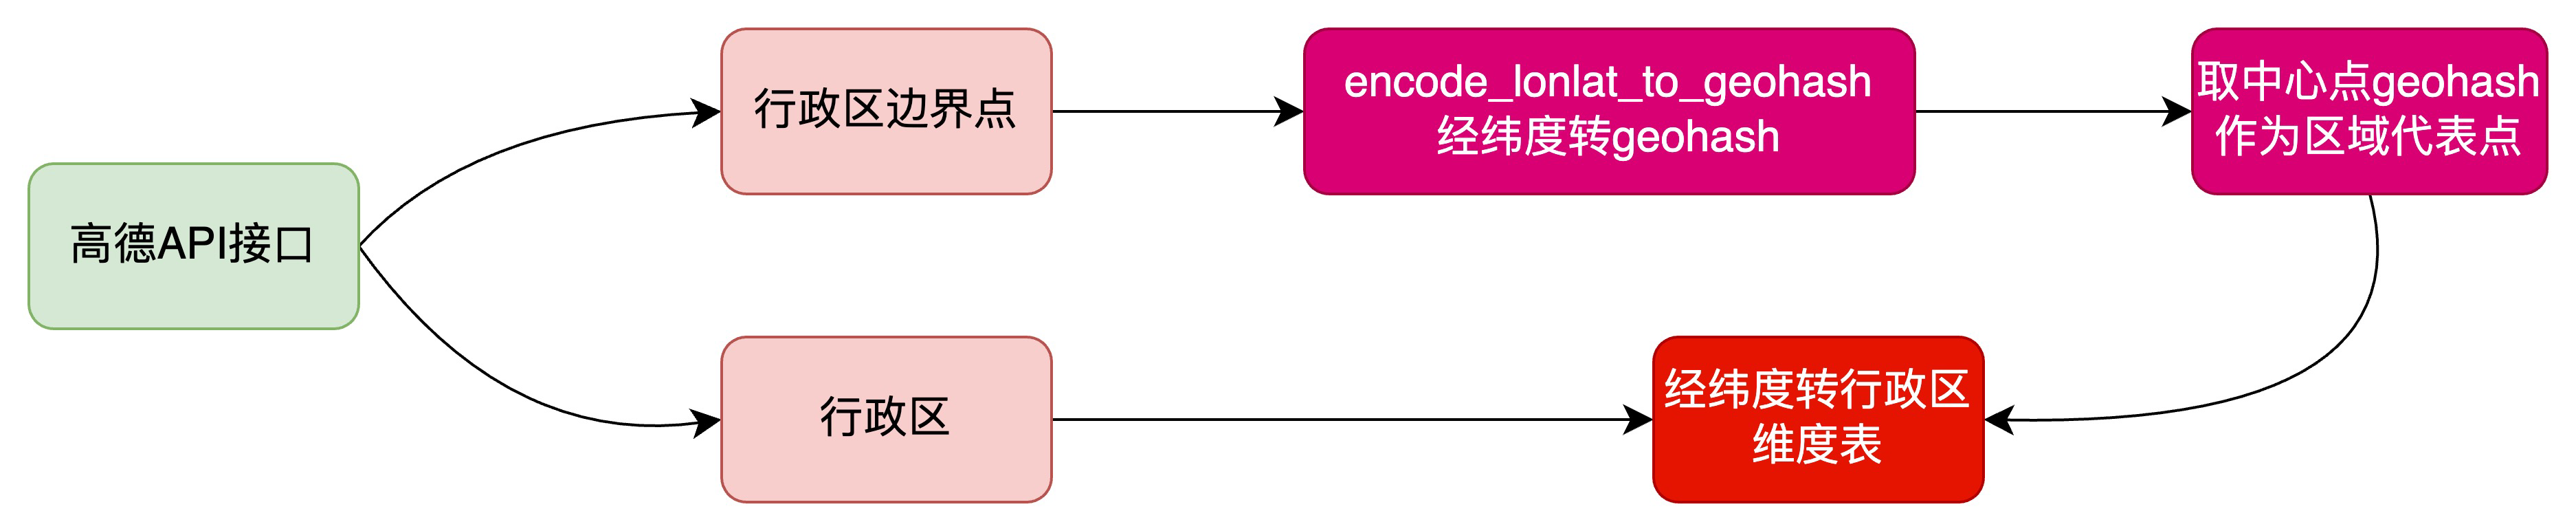 高德API接口
行政区边界点
encode_lonlat_to_geohash
经纬度转geohash
取中心点geohash
作为区域代表点
行政区
经纬度转行政区
维度表